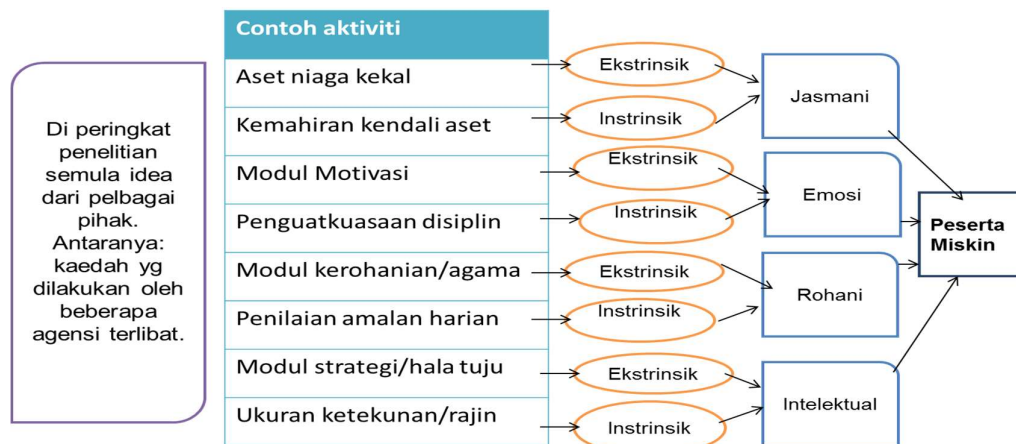 Di peringkat
penelitian
semula idea
dari pelbagai
pihak.
Antaranya:
kaedah yg
dilakukan oleh
beberapa
agensi terlibat.
Contoh aktiviti
Aset niaga kekal
Kemahiran kendali aset
Modul Motivasi
Penguatkuasaan disiplin
Modul kerohanian/agama
Penilaian amalan harian
Modul strategi/hala tuju
Ukuran ketekunan/rajin
Ekstrinsik
Instrinsik
Ekstrinsik
Instrinsik
Ekstrinsik
Instrinsik
Ekstrinsik
Instrinsik
Jasmani
Emosi
Rohani
Intelektual
Peserta
Miskin